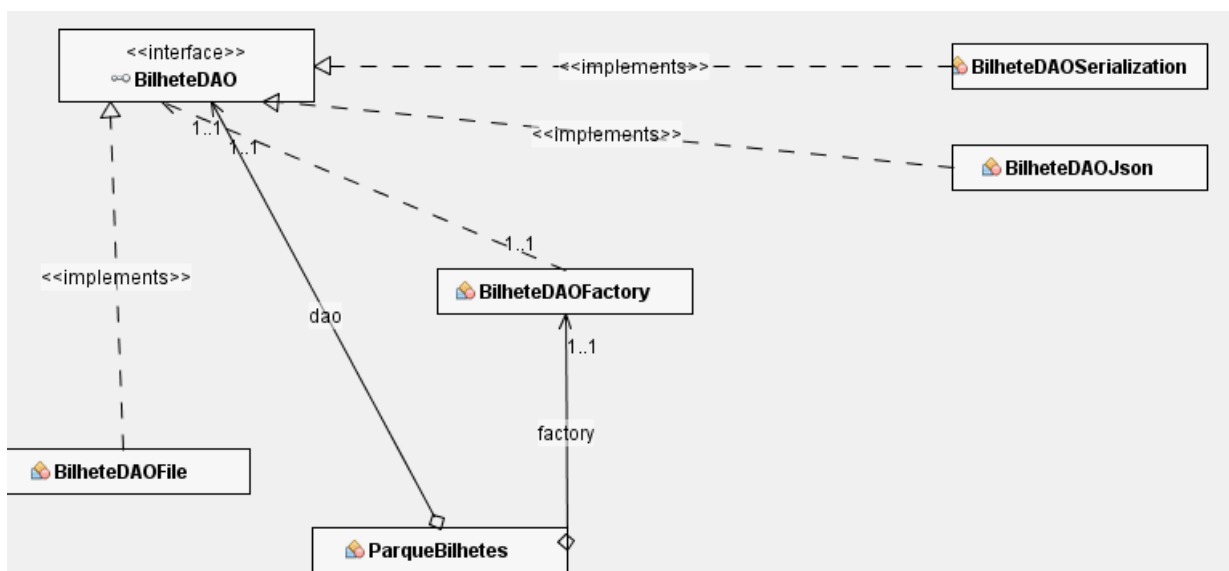 <<interface>>
BilheteDAO
<<implements>>
BilheteDAOSerialization
<<implements>>
BilheteDAOJson
1..1
1..1
1..1
BilheteDAOFactory
<<implements>>
dao
1..1
factory
BilheteDAOFile
ParqueBilhetes